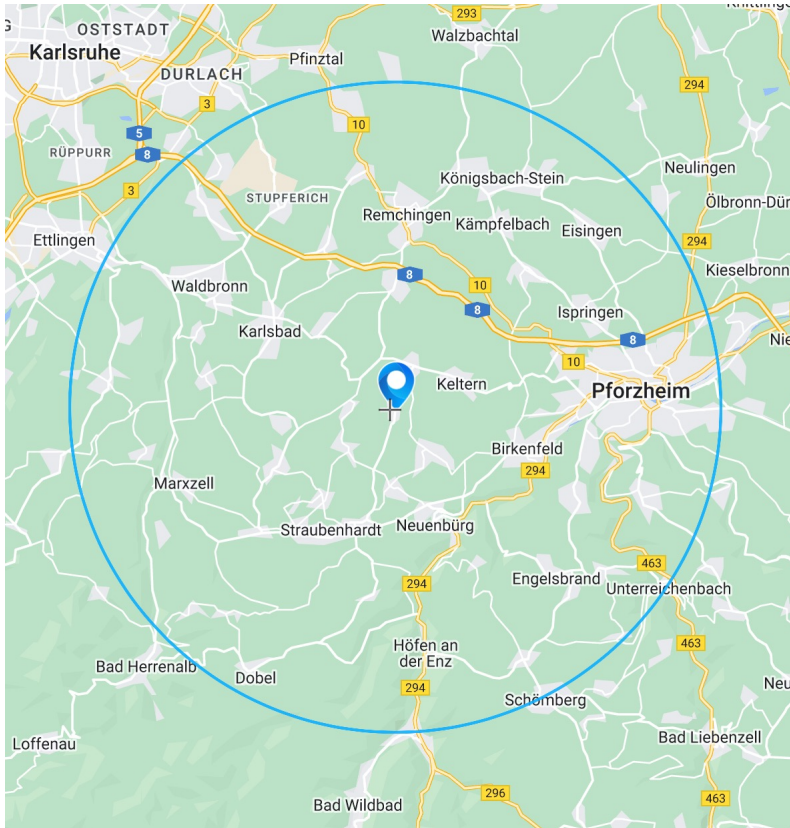 293
Walzbachtal
OSTSTADT
Karlsruhe
Pfinztal
DURLACH
294
3
10
5
8
RÜPPURR
Neulingen
Königsbach-Stein
3
STUPFERICH
Ölbronn-Dür
Remchingen
Kämpfelbach
Eisingen
Ettlingen
294
Kieselbronn
8
Waldbronn
10
8
Ispringen
Karlsbad
8
Nie
10
Keltern
Pforzheim
Birkenfeld
294
Marxzell
Straubenhardt
Neuenbürg
463
Engelsbrand
294
Unterreichenbach
463
Höfen an
der Enz
Bad Herrenalb
Dobel
294
Neu
Schömberg
Loffenau
Bad Liebenzell
296
463
Bad Wildbad